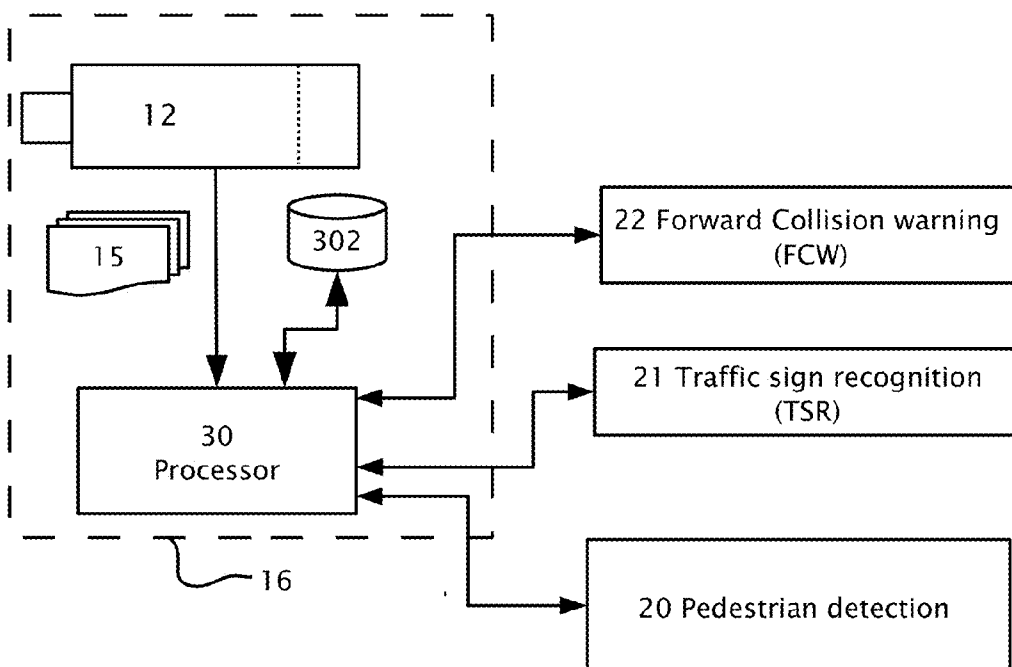 12
15
302
30
Processor
16
22 Forward Collision warning
(FCW)
21 Traffic sign recognition
(TSR)
20 Pedestrian detection